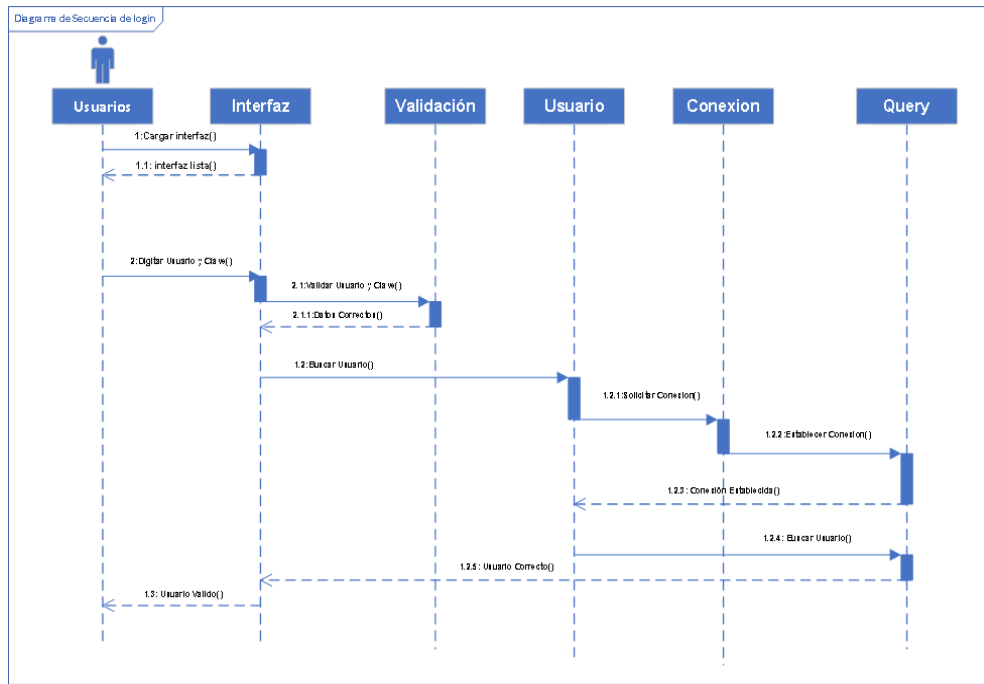 Diagrama de Secuencia de login
Usuarios
Interfaz
Validación
Usuario
Conexion
Query
1:Cargar interfaz()
1.1: interfaz lista()
2:Digitar Usuario y Clave()
2.1:Validar Usuario y Clave()
2.1.1:Datos Correctos()
1.2:Buscar Usuario()
1.2.1:Solicitar Conexion()
1.2.2:Establecer Conexion()
1.2.3: Conexión Establecida()
1.2.4: Buscar Usuario()
1.2.5: Usuario Correcto()
1.3: Usuario Valido()